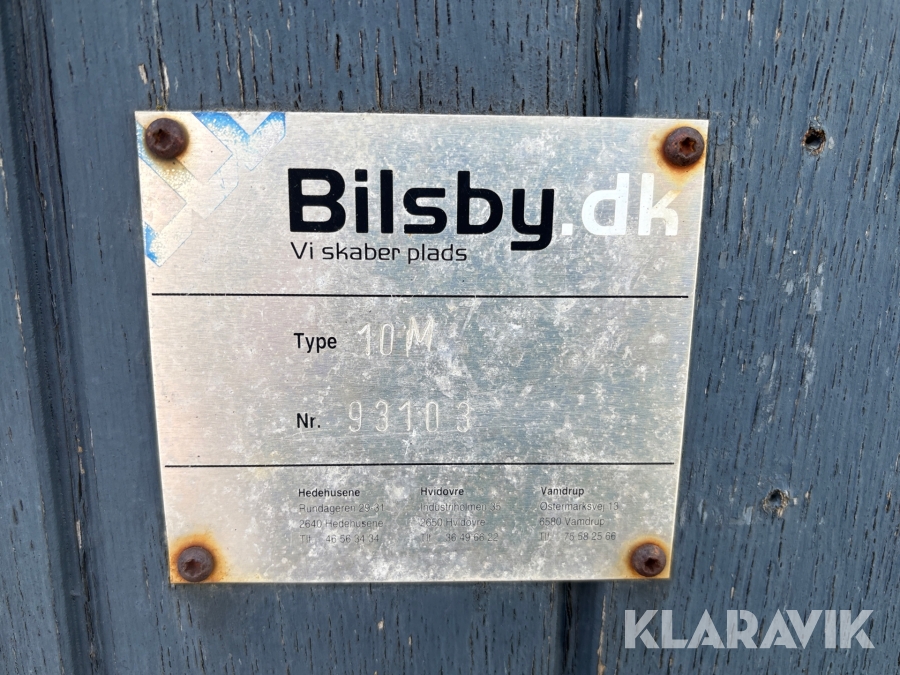 Bilsby.dk
Vi skaber plads
Type 10M
Nr. 93103
Hedehusene
Rundageren 29-31
2640 Hedehusene
Tlf. 46 56 34 34
Hvidovre
Industriholmen 35
2650 Hvidovre
Tlf. 36 49 56 22
Vamdrup
Østermarksvej 13
6580 Vamdrup
Tlf. 75 58 25 66
KLARAVIK